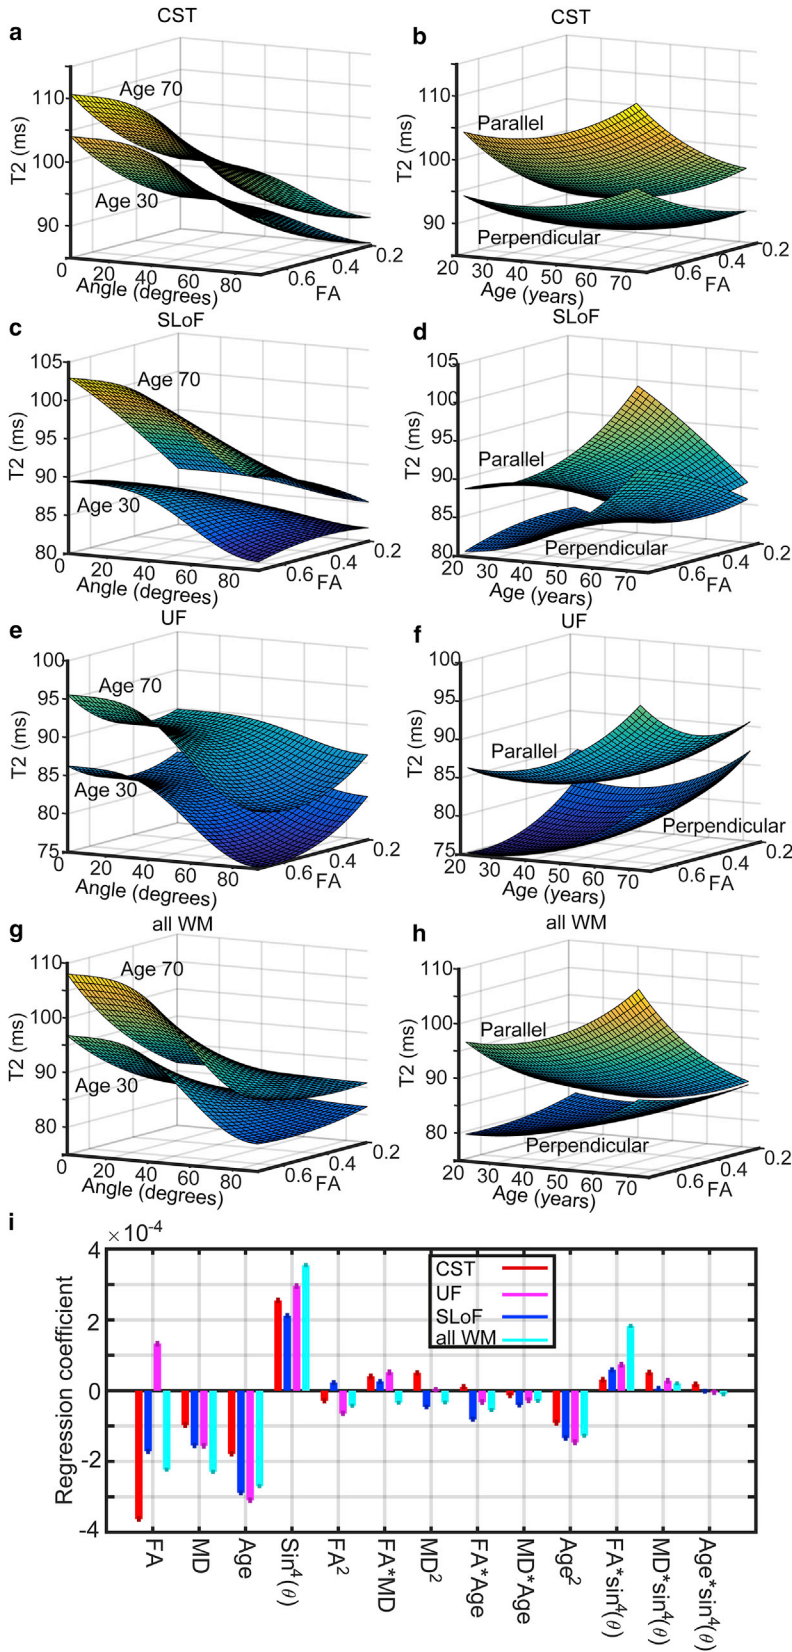 a
CST
T2 (ms)
110
100
90
Age 70
Age 30
0
20
40
60
80
Angle (degrees)
0.6
0.4
0.2
FA
b
CST
T2 (ms)
110
100
90
Parallel
Perpendicular
20
30
40
50
60
70
Age (years)
0.6
0.4
0.2
FA
c
SLoF
T2 (ms)
105
100
95
90
85
80
Age 70
Age 30
0
20
40
60
80
Angle (degrees)
0.6
0.4
0.2
FA
d
SLoF
T2 (ms)
105
100
95
90
85
80
Parallel
Perpendicular
20
30
40
50
60
70
Age (years)
0.6
0.4
0.2
FA
e
UF
T2 (ms)
100
95
90
85
80
75
Age 70
Age 30
0
20
40
60
80
Angle (degrees)
0.6
0.4
0.2
FA
f
UF
T2 (ms)
100
95
90
85
80
75
Parallel
Perpendicular
20
30
40
50
60
70
Age (years)
0.6
0.4
0.2
FA
g
all WM
T2 (ms)
110
100
90
80
Age 70
Age 30
0
20
40
60
80
Angle (degrees)
0.6
0.4
0.2
FA
h
all WM
T2 (ms)
110
100
90
80
Parallel
Perpendicular
20
30
40
50
60
70
Age (years)
0.6
0.4
0.2
FA
i
×10⁻⁴
Regression coefficient
4
2
0
-2
-4
CST
UF
SLoF
all WM
FA
MD
Age
Sin⁴(θ)
FA²
FA*MD
MD²
FA*Age
MD*Age
Age²
FA*sin⁴(θ)
MD*sin⁴(θ)
Age*sin⁴(θ)